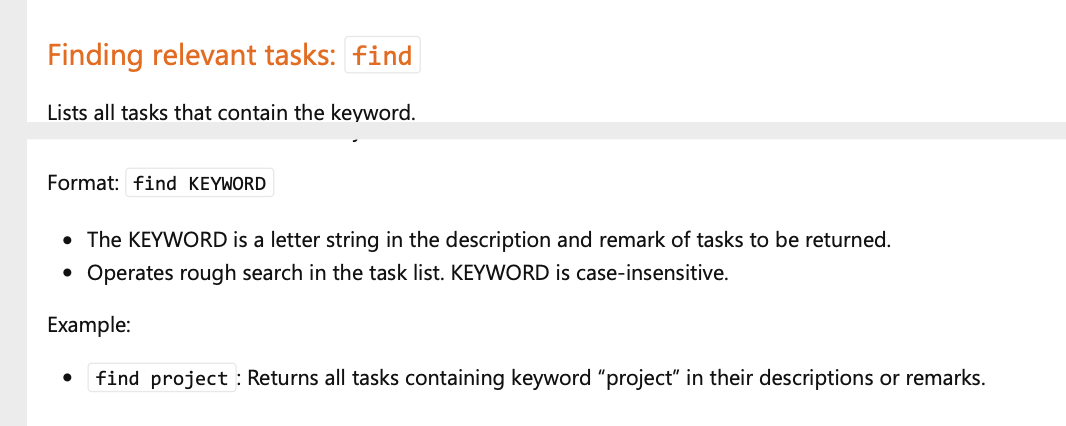 Finding relevant tasks: find
Lists all tasks that contain the keyword.
Format: find KEYWORD
The KEYWORD is a letter string in the description and remark of tasks to be returned.
Operates rough search in the task list. KEYWORD is case-insensitive.
Example:
find project: Returns all tasks containing keyword “project” in their descriptions or remarks.